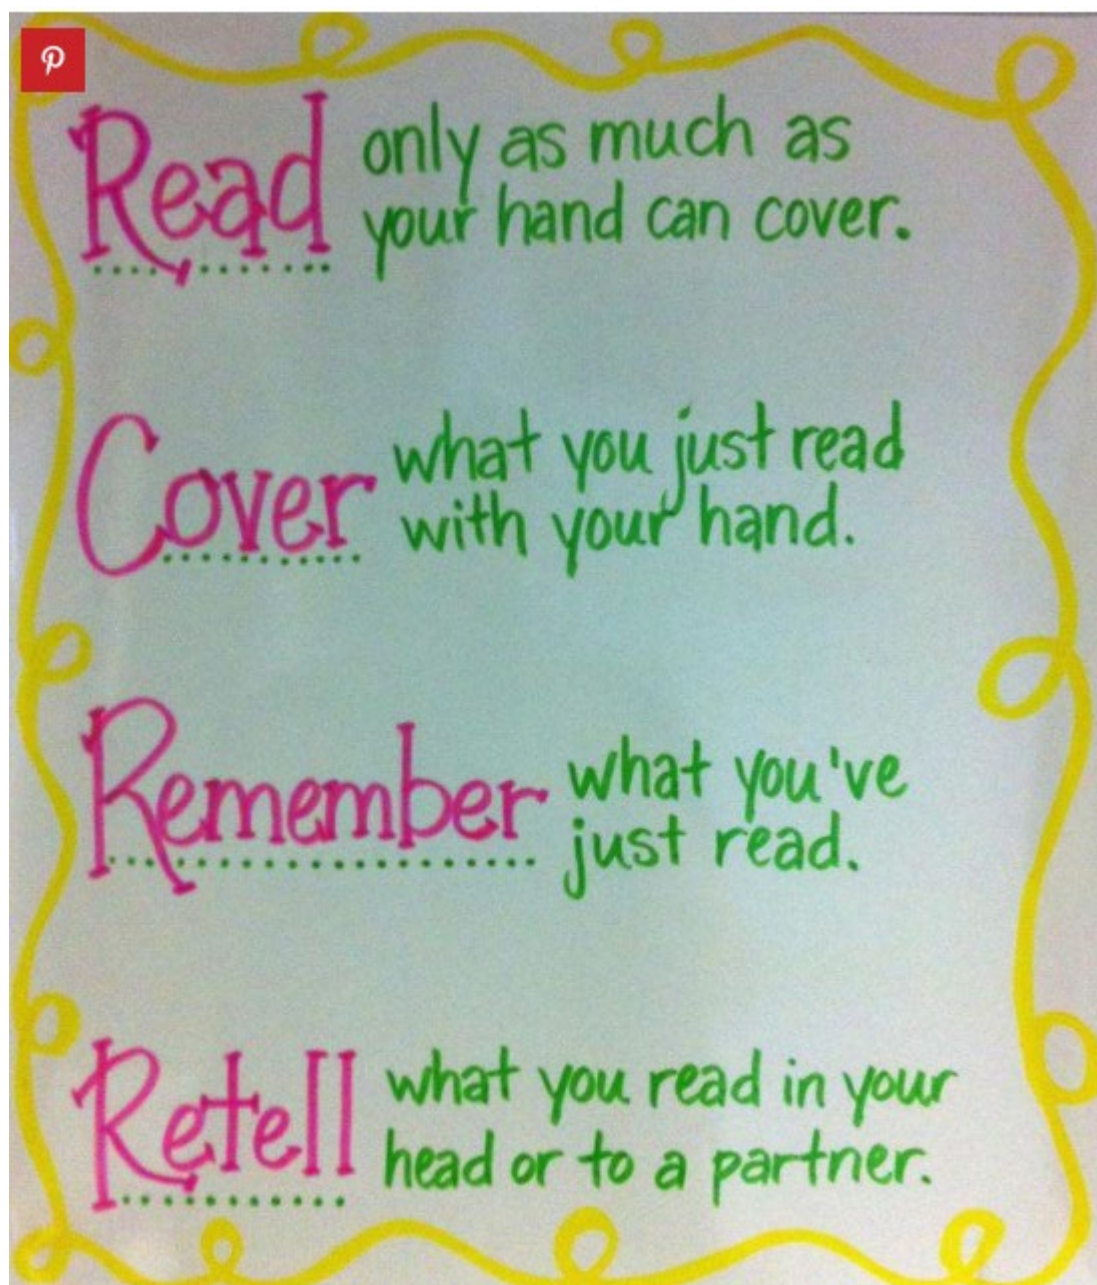 Read only as much as
your hand can cover.
Cover what you just read
with your hand.
Remember what you've
just read.
Retell what you read in your
head or to a partner.